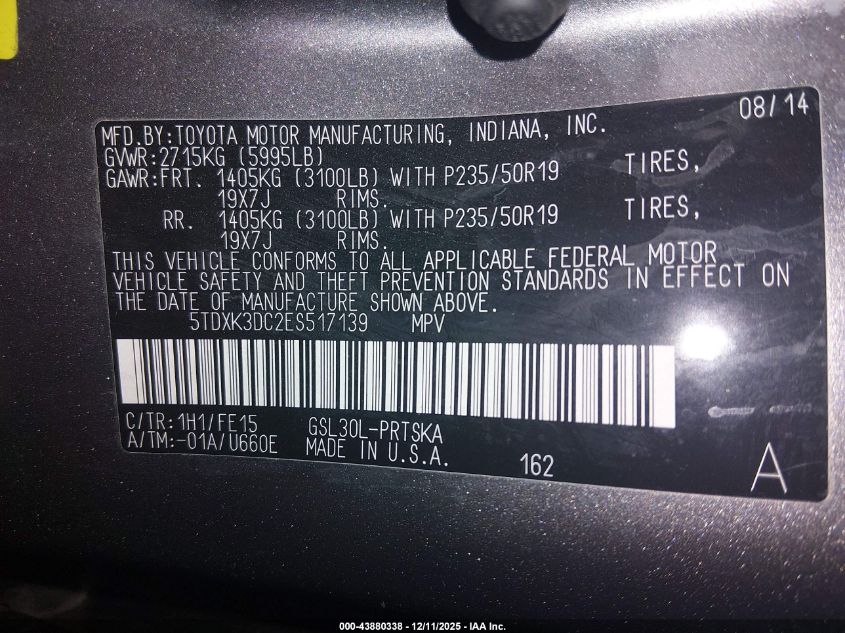 08/14
MFD.BY:TOYOTA MOTOR MANUFACTURING, INDIANA, INC.
GVWR:2715KG (5995LB)
GAWR:FRT. 1405KG (3100LB) WITH P235/50R19 TIRES,
19X7J RIMS.
RR. 1405KG (3100LB) WITH P235/50R19 TIRES,
19X7J RIMS.
THIS VEHICLE CONFORMS TO ALL APPLICABLE FEDERAL MOTOR
VEHICLE SAFETY AND THEFT PREVENTION STANDARDS IN EFFECT ON
THE DATE OF MANUFACTURE SHOWN ABOVE.
5TDXK3DC2ES517139 MPV
C/TR:1H1/FE15 GSL30L-PRTSKA
A/TM:-01A/U660E MADE IN U.S.A. 162 A
000-43880338 - 12/11/2025 - IAA Inc.